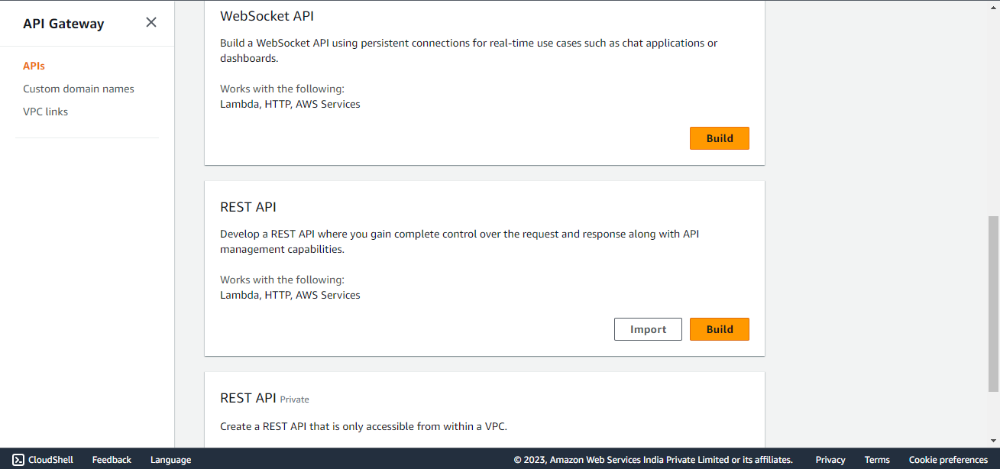 API Gateway
APIs
Custom domain names
VPC links
WebSocket API
Build a WebSocket API using persistent connections for real-time use cases such as chat applications or
dashboards.
Works with the following:
Lambda, HTTP, AWS Services
Build
REST API
Develop a REST API where you gain complete control over the request and response along with API
management capabilities.
Works with the following:
Lambda, HTTP, AWS Services
Import Build
REST API Private
Create a REST API that is only accessible from within a VPC.
CloudShell Feedback Language © 2023, Amazon Web Services India Private Limited or its affiliates. Privacy Terms Cookie preferences